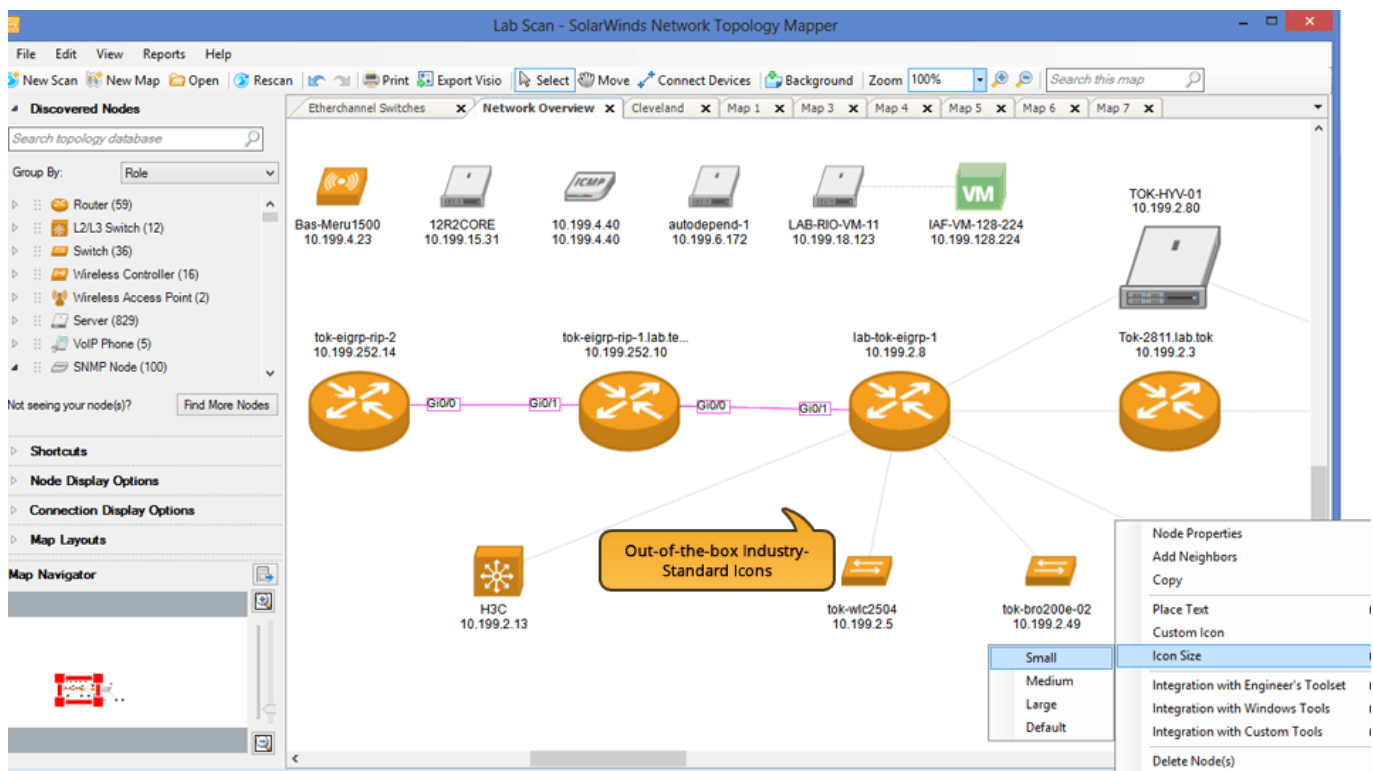 Lab Scan - SolarWinds Network Topology Mapper
File Edit View Reports Help
New Scan New Map Open Rescan Print Export Visio Select Move Connect Devices Background Zoom 100% Search this map
Discovered Nodes
Etherchannel Switches x Network Overview x Cleveland x Map 1 x Map 3 x Map 4 x Map 5 x Map 6 x Map 7 x
Search topology database
Group By: Role
Router (59)
L2/L3 Switch (12)
Switch (36)
Wireless Controller (16)
Wireless Access Point (2)
Server (829)
VoIP Phone (5)
SNMP Node (100)
Not seeing your node(s)? Find More Nodes
Shortcuts
Node Display Options
Connection Display Options
Map Layouts
Map Navigator
ICMP
VM
Bas-Meru1500
10.199.4.23
12R2CORE
10.199.15.31
10.199.4.40
10.199.4.40
autodepend-1
10.199.6.172
LAB-RIO-VM-11
10.199.18.123
IAF-VM-128-224
10.199.128.224
TOK-HYV-01
10.199.2.80
tok-eigrp-rip-2
10.199.252.14
tok-eigrp-rip-1.lab.te...
10.199.252.10
lab-tok-eigrp-1
10.199.2.8
Tok-2811.lab.tok
10.199.2.3
Gi0/0 Gi0/1 Gi0/0 Gi0/1
Out-of-the-box Industry-
Standard Icons
H3C
10.199.2.13
tok-wlc2504
10.199.2.5
tok-bro200e-02
10.199.2.49
Node Properties
Add Neighbors
Copy
Place Text
Custom Icon
Icon Size
Integration with Engineer's Toolset
Integration with Windows Tools
Integration with Custom Tools
Delete Node(s)
Small
Medium
Large
Default